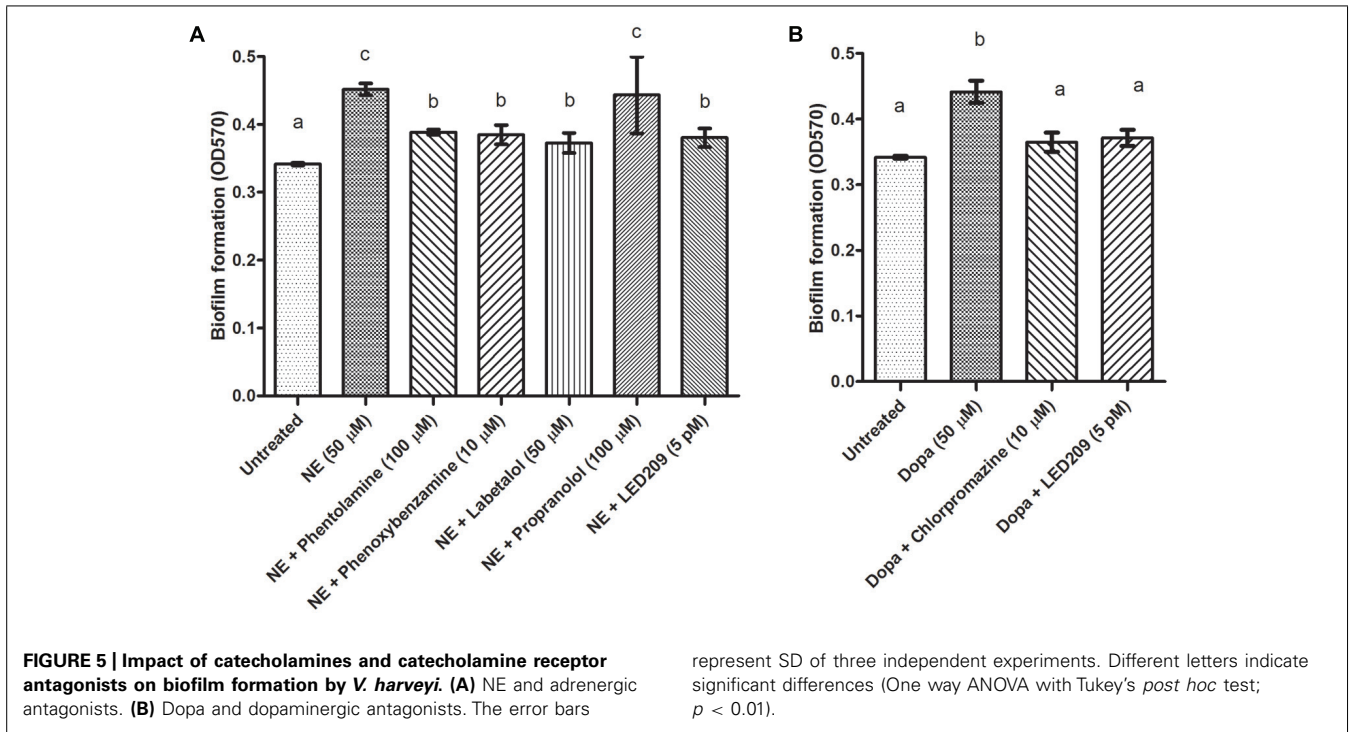 A
Biofilm formation (OD570)
0.5
0.4
0.3
0.2
0.1
0.0
a
c
b
b
b
c
b
Untreated
NE (50 µM)
NE + Phentolamine (100 µM)
NE + Phenoxybenzamine (10 µM)
NE + Labetalol (50 µM)
NE + Propranolol (100 µM)
NE + LED209 (5 pM)
B
Biofilm formation (OD570)
0.5
0.4
0.3
0.2
0.1
0.0
a
b
a
a
Untreated
Dopa (50 µM)
Dopa + Chlorpromazine (10 µM)
Dopa + LED209 (5 pM)
FIGURE 5 | Impact of catecholamines and catecholamine receptor
antagonists on biofilm formation by V. harveyi. (A) NE and adrenergic
antagonists. (B) Dopa and dopaminergic antagonists. The error bars
represent SD of three independent experiments. Different letters indicate
significant differences (One way ANOVA with Tukey's post hoc test;
p < 0.01).